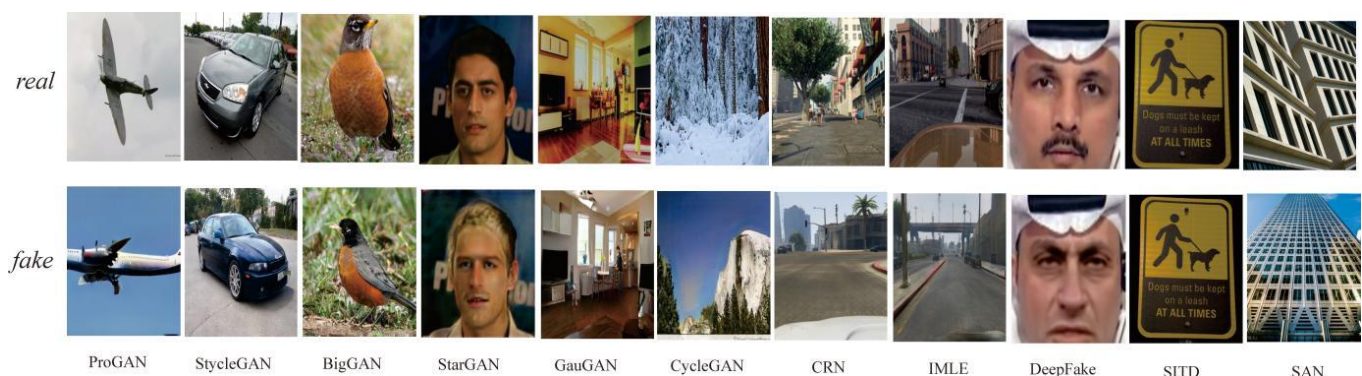 real
Dogs must be kept
on a leash
AT ALL TIMES
fake
Dogs must be kept
on a leash
AT ALL TIMES
ProGAN StycleGAN BigGAN StarGAN GauGAN CycleGAN CRN IMLE DeepFake SITD SAN